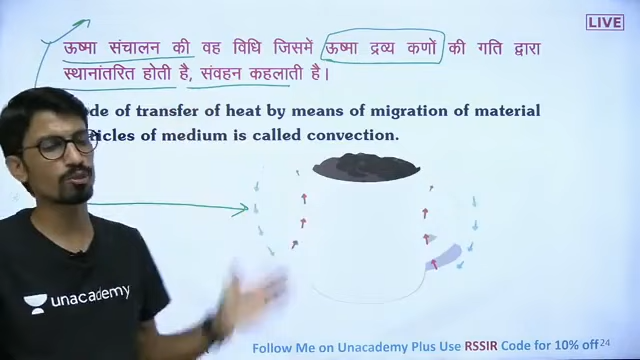 LIVE
ऊष्मा संचालन की वह विधि जिसमें ऊष्मा द्रव्य कणों की गति द्वारा
स्थानांतरित होती है, संवहन कहलाती है।
of transfer of heat by means of migration of material
of medium is called convection.
unacademy
Follow Me on Unacademy Plus Use RSSIR Code for 10% off 24